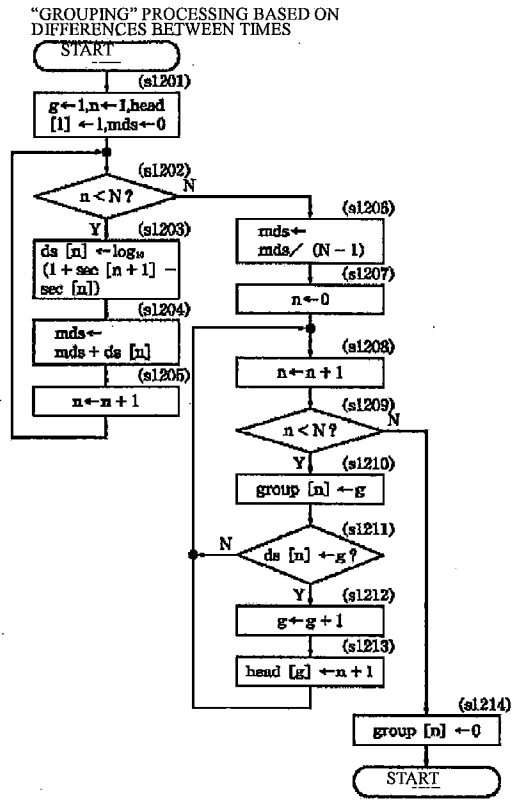 “GROUPING” PROCESSING BASED ON
DIFFERENCES BETWEEN TIMES
START
(s1201)
g←1,n←1,head
[1] ←1,mds←0
(s1202)
n<N?
N
Y
(s1203)
ds [n] ←log₁₀
(1+sec [n+1] −
sec [n])
(s1204)
mds←
mds+ds [n]
(s1205)
n←n+1
(s1206)
mds←
mds/ (N−1)
(s1207)
n←0
(s1208)
n←n+1
(s1209)
n<N?
N
Y
(s1210)
group [n] ←g
(s1211)
N
ds [n] ←g?
Y
(s1212)
g←g+1
(s1213)
head [g] ←n+1
(s1214)
group [n] ←0
START